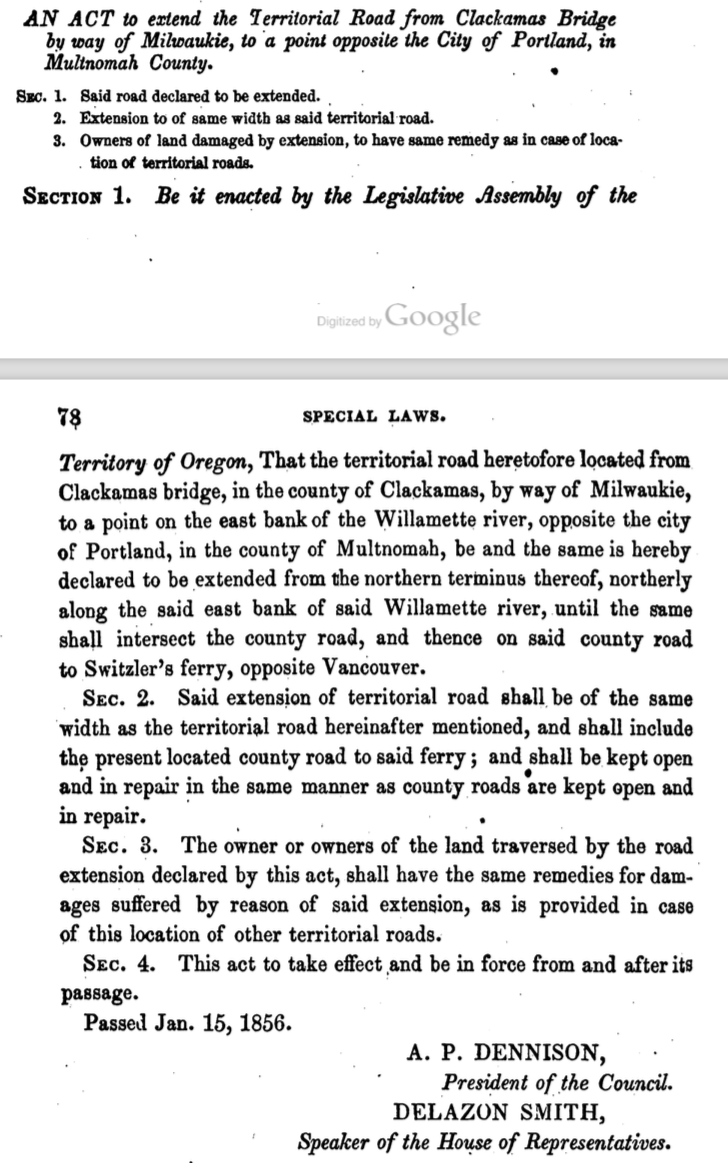 AN ACT to extend the Territorial Road from Clackamas Bridge
by way of Milwaukie, to a point opposite the City of Portland, in
Multnomah County.
SEC. 1. Said road declared to be extended.
2. Extension to of same width as said territorial road.
3. Owners of land damaged by extension, to have same remedy as in case of loca-
tion of territorial roads.
SECTION 1. Be it enacted by the Legislative Assembly of the
Digitized by Google
78 SPECIAL LAWS.
Territory of Oregon, That the territorial road heretofore located from
Clackamas bridge, in the county of Clackamas, by way of Milwaukie,
to a point on the east bank of the Willamette river, opposite the city
of Portland, in the county of Multnomah, be and the same is hereby
declared to be extended from the northern terminus thereof, northerly
along the said east bank of said Willamette river, until the same
shall intersect the county road, and thence on said county road
to Switzler's ferry, opposite Vancouver.
SEC. 2. Said extension of territorial road shall be of the same
width as the territorial road hereinafter mentioned, and shall include
the present located county road to said ferry; and shall be kept open
and in repair in the same manner as county roads are kept open and
in repair.
SEC. 3. The owner or owners of the land traversed by the road
extension declared by this act, shall have the same remedies for dam-
ages suffered by reason of said extension, as is provided in case
of this location of other territorial roads.
SEC. 4. This act to take effect and be in force from and after its
passage.
Passed Jan. 15, 1856.
A. P. DENNISON,
President of the Council.
DELAZON SMITH,
Speaker of the House of Representatives.